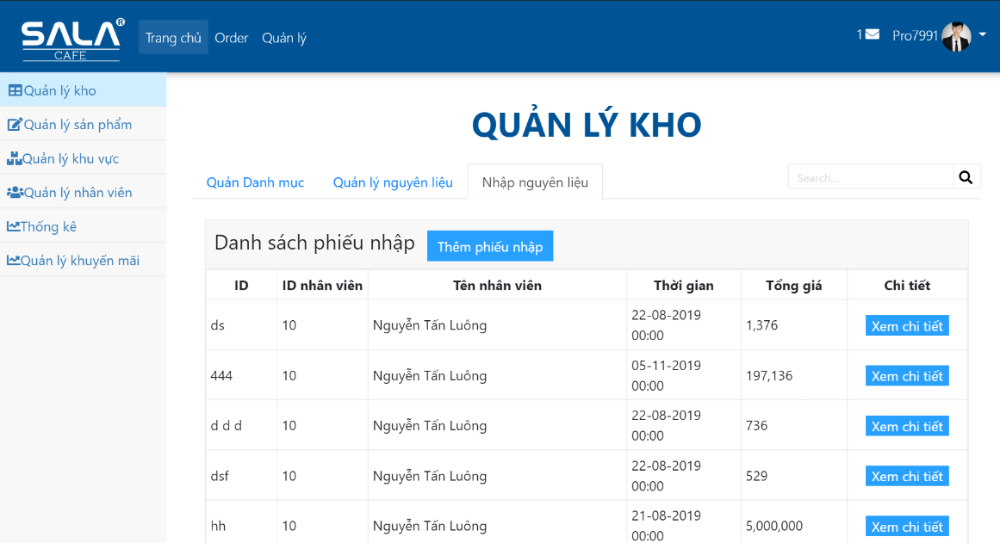 SALA®
CAFE
Trang chủ Order Quản lý
1 Pro7991
Quản lý kho
Quản lý sản phẩm
Quản lý khu vực
Quản lý nhân viên
Thống kê
Quản lý khuyến mãi
QUẢN LÝ KHO
Quản Danh mục Quản lý nguyên liệu Nhập nguyên liệu
Search...
Danh sách phiếu nhập Thêm phiếu nhập
ID ID nhân viên Tên nhân viên Thời gian Tổng giá Chi tiết
ds 10 Nguyễn Tấn Luông 22-08-2019 00:00 1,376 Xem chi tiết
444 10 Nguyễn Tấn Luông 05-11-2019 00:00 197,136 Xem chi tiết
d d d 10 Nguyễn Tấn Luông 22-08-2019 00:00 736 Xem chi tiết
dsf 10 Nguyễn Tấn Luông 22-08-2019 00:00 529 Xem chi tiết
hh 10 Nguyễn Tấn Luông 21-08-2019 00:00 5,000,000 Xem chi tiết